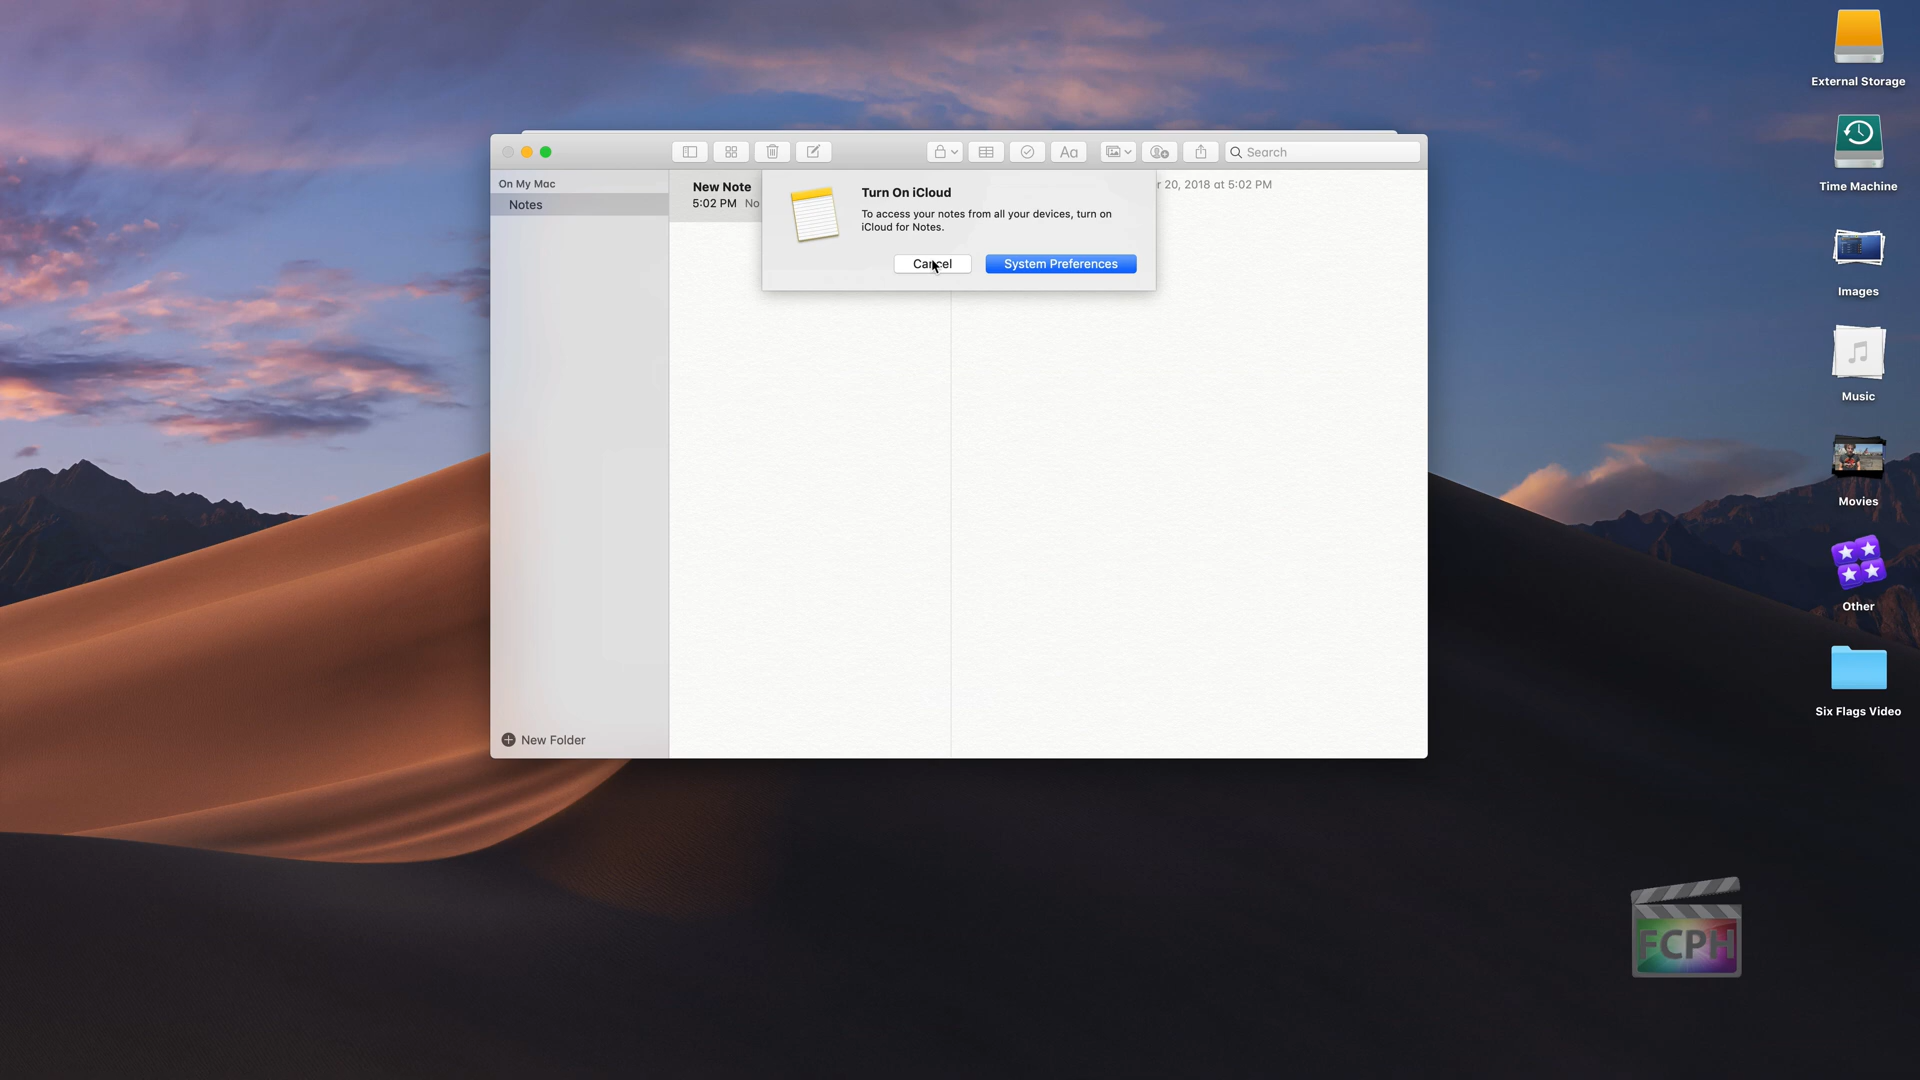 External Storage
Time Machine
Images
Music
Movies
Other
Six Flags Video
Aa
Search
On My Mac
Notes
New Note
5:02 PM No
r 20, 2018 at 5:02 PM
Turn On iCloud
To access your notes from all your devices, turn on
iCloud for Notes.
Cancel
System Preferences
New Folder
FCPH